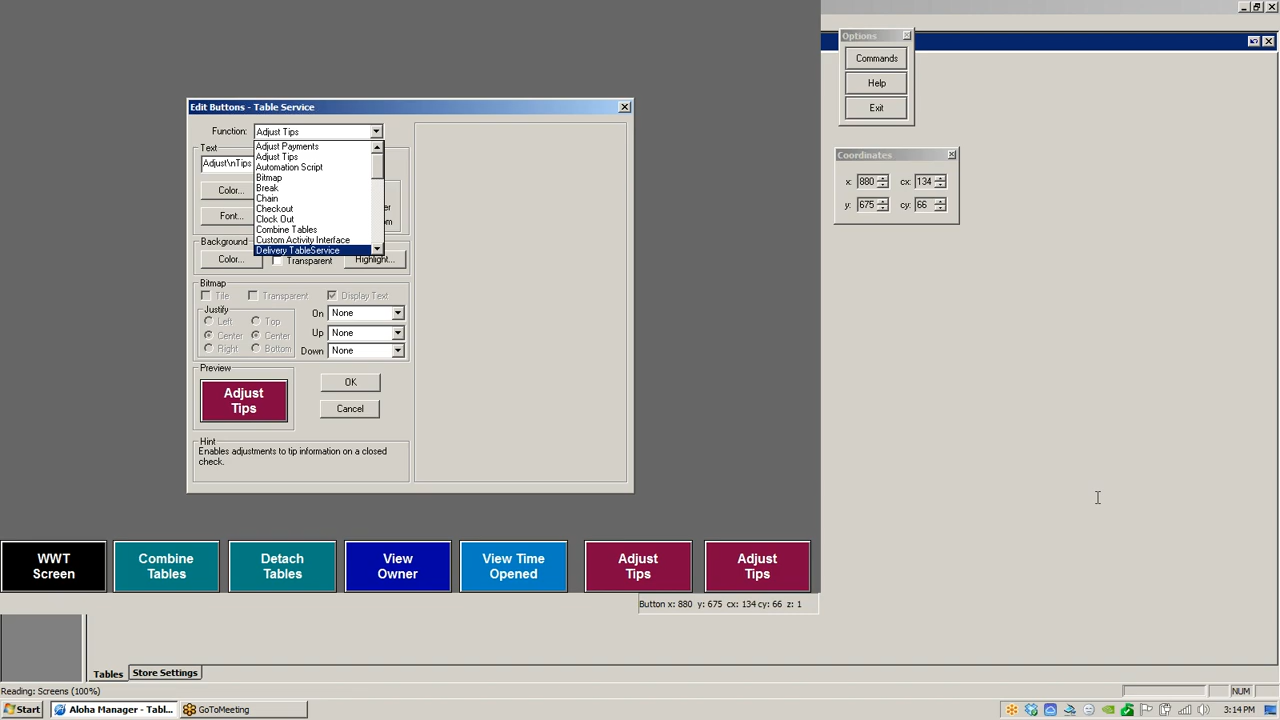 Options
Commands
Help
Exit
Edit Buttons - Table Service
Function: Adjust Tips
Adjust Payments
Adjust Tips
Automation Script
Bitmap
Break
Chain
Checkout
Clock Out
Combine Tables
Custom Activity Interface
Delivery TableService
Text
Adjust\nTips
Color...
Font...
Background
Color...
Transparent
Highlight...
Bitmap
Tile
Transparent
Display Text
Justify
Left
Top
Center
Center
Right
Bottom
On None
Up None
Down None
Preview
Adjust
Tips
OK
Cancel
Hint
Enables adjustments to tip information on a closed
check.
Coordinates
x: 880 cx: 134
y: 675 cy: 66
WWT
Screen
Combine
Tables
Detach
Tables
View
Owner
View Time
Opened
Adjust
Tips
Adjust
Tips
Button x: 880 y: 675 cx: 134 cy: 66 z: 1
Tables
Store Settings
Reading: Screens (100%)
NUM
Start
Aloha Manager - Tabl...
GoToMeeting
3:14 PM